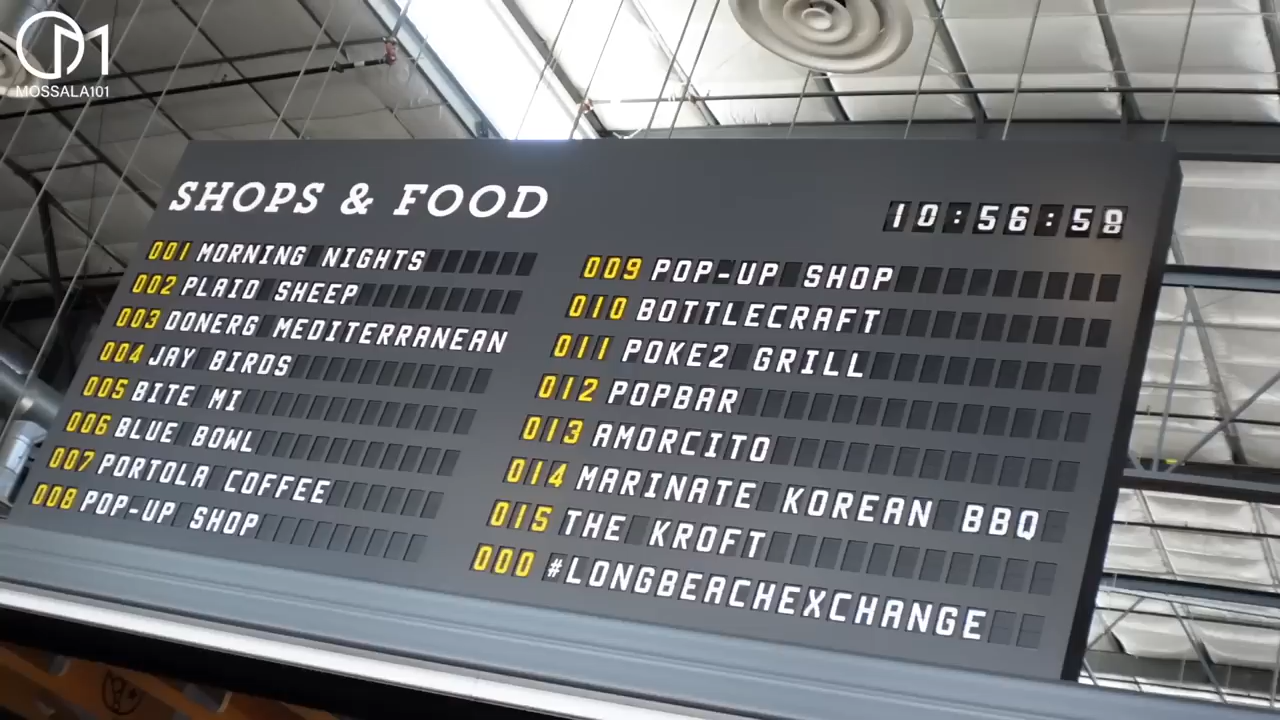 MOSSALA101
SHOPS & FOOD
10:56:58
001 MORNING NIGHTS
002 PLAID SHEEP
003 DONERG MEDITERRANEAN
004 JAY BIRDS
005 BITE MI
006 BLUE BOWL
007 PORTOLA COFFEE
008 POP-UP SHOP
009 POP-UP SHOP
010 BOTTLECRAFT
011 POKE2 GRILL
012 POPBAR
013 AMORCITO
014 MARINATE KOREAN BBQ
015 THE KROFT
000 #LONGBEACHEXCHANGE